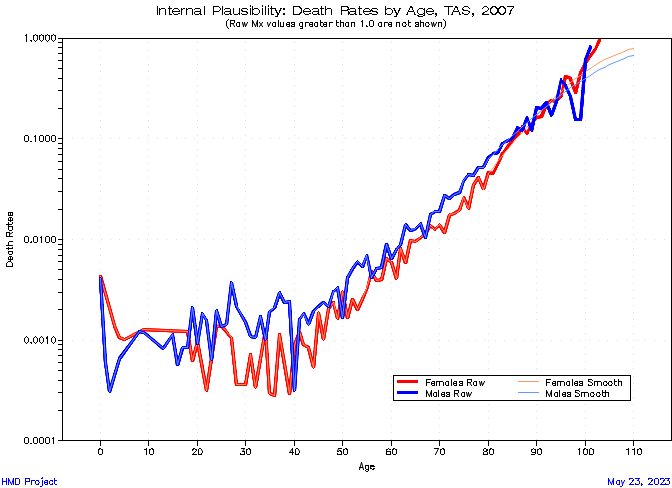 Internal Plausibility: Death Rates by Age, TAS, 2007
(Raw Mx values greater than 1.0 are not shown)
1.0000
0.1000
0.0100
0.0010
0.0001
Death Rates
0 10 20 30 40 50 60 70 80 90 100 110
Age
Females Raw Females Smooth
Males Raw Males Smooth
HMD Project May 23, 2023